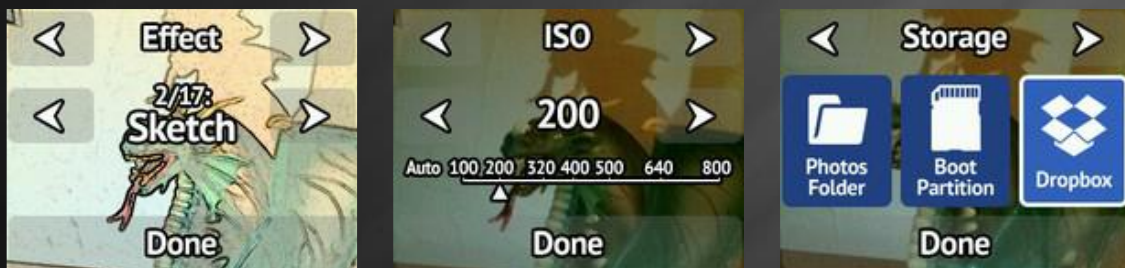 Effect
2/17:
Sketch
Done
ISO
200
Auto 100 200 320 400 500 640 800
Done
Storage
Photos
Folder
Boot
Partition
Dropbox
Done